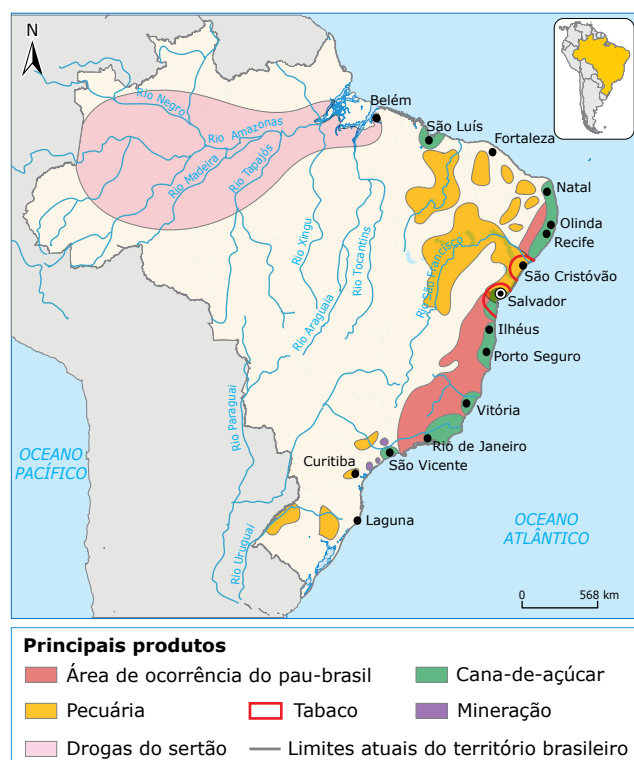 N
Belém
Rio Negro
São Luís
Rio Amazonas
Fortaleza
Rio Madeira
Rio Tapajós
Natal
Rio Xingu
Rio Tocantins
Olinda
Recife
Rio São Francisco
São Cristóvão
Salvador
Rio Araguaia
Ilhéus
Porto Seguro
Rio Paraguai
Vitória
OCEANO
PACÍFICO
Rio de Janeiro
Curitiba
São Vicente
Laguna
OCEANO
ATLÂNTICO
Rio Uruguai
0 568 km
Principais produtos
Área de ocorrência do pau-brasil
Cana-de-açúcar
Pecuária
Tabaco
Mineração
Drogas do sertão
Limites atuais do território brasileiro